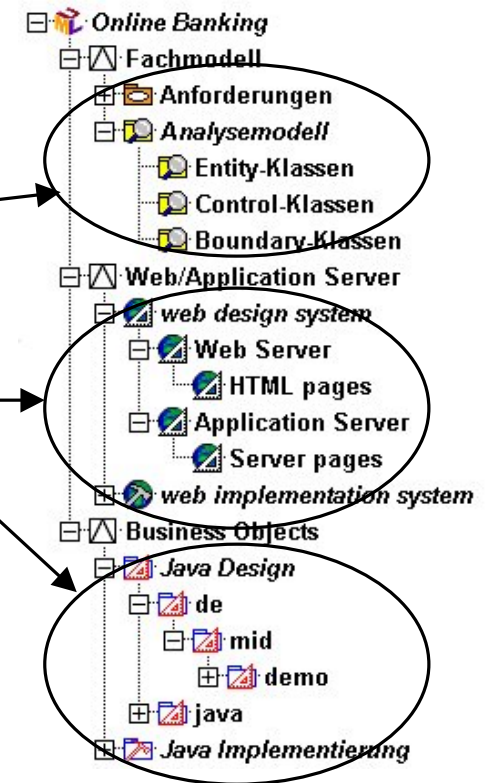 Online Banking
Fachmodell
Anforderungen
Analysemodell
Entity-Klassen
Control-Klassen
Boundary-Klassen
Web/Application Server
web design system
Web Server
HTML pages
Application Server
Server pages
web implementation system
Business Objects
Java Design
de
mid
demo
java
Java Implementierung